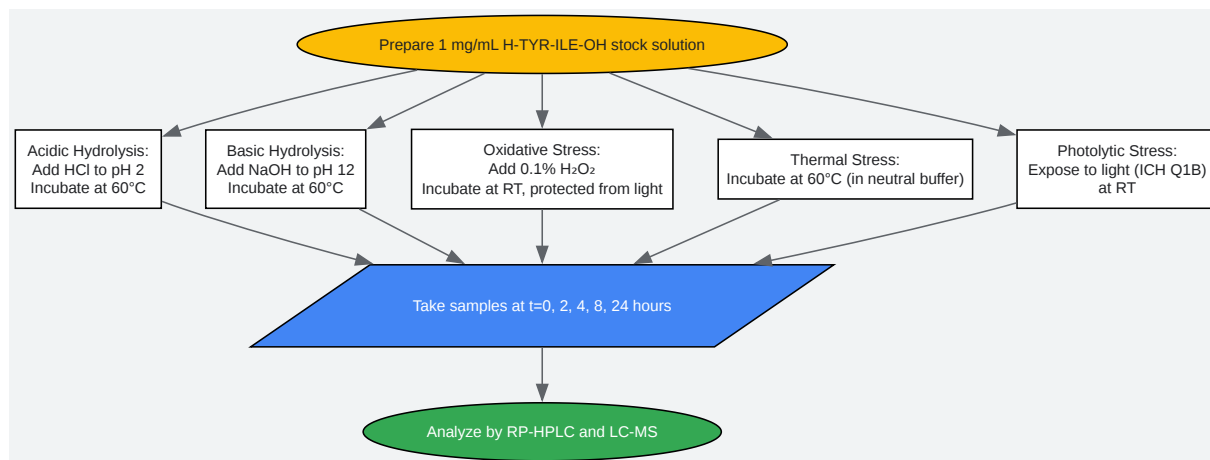 Prepare 1 mg/mL H-TYR-ILE-OH stock solution
Acidic Hydrolysis:
Add HCl to pH 2
Incubate at 60°C
Basic Hydrolysis:
Add NaOH to pH 12
Incubate at 60°C
Oxidative Stress:
Add 0.1% H₂O₂
Incubate at RT, protected from light
Thermal Stress:
Incubate at 60°C (in neutral buffer)
Photolytic Stress:
Expose to light (ICH Q1B)
at RT
Take samples at t=0, 2, 4, 8, 24 hours
Analyze by RP-HPLC and LC-MS